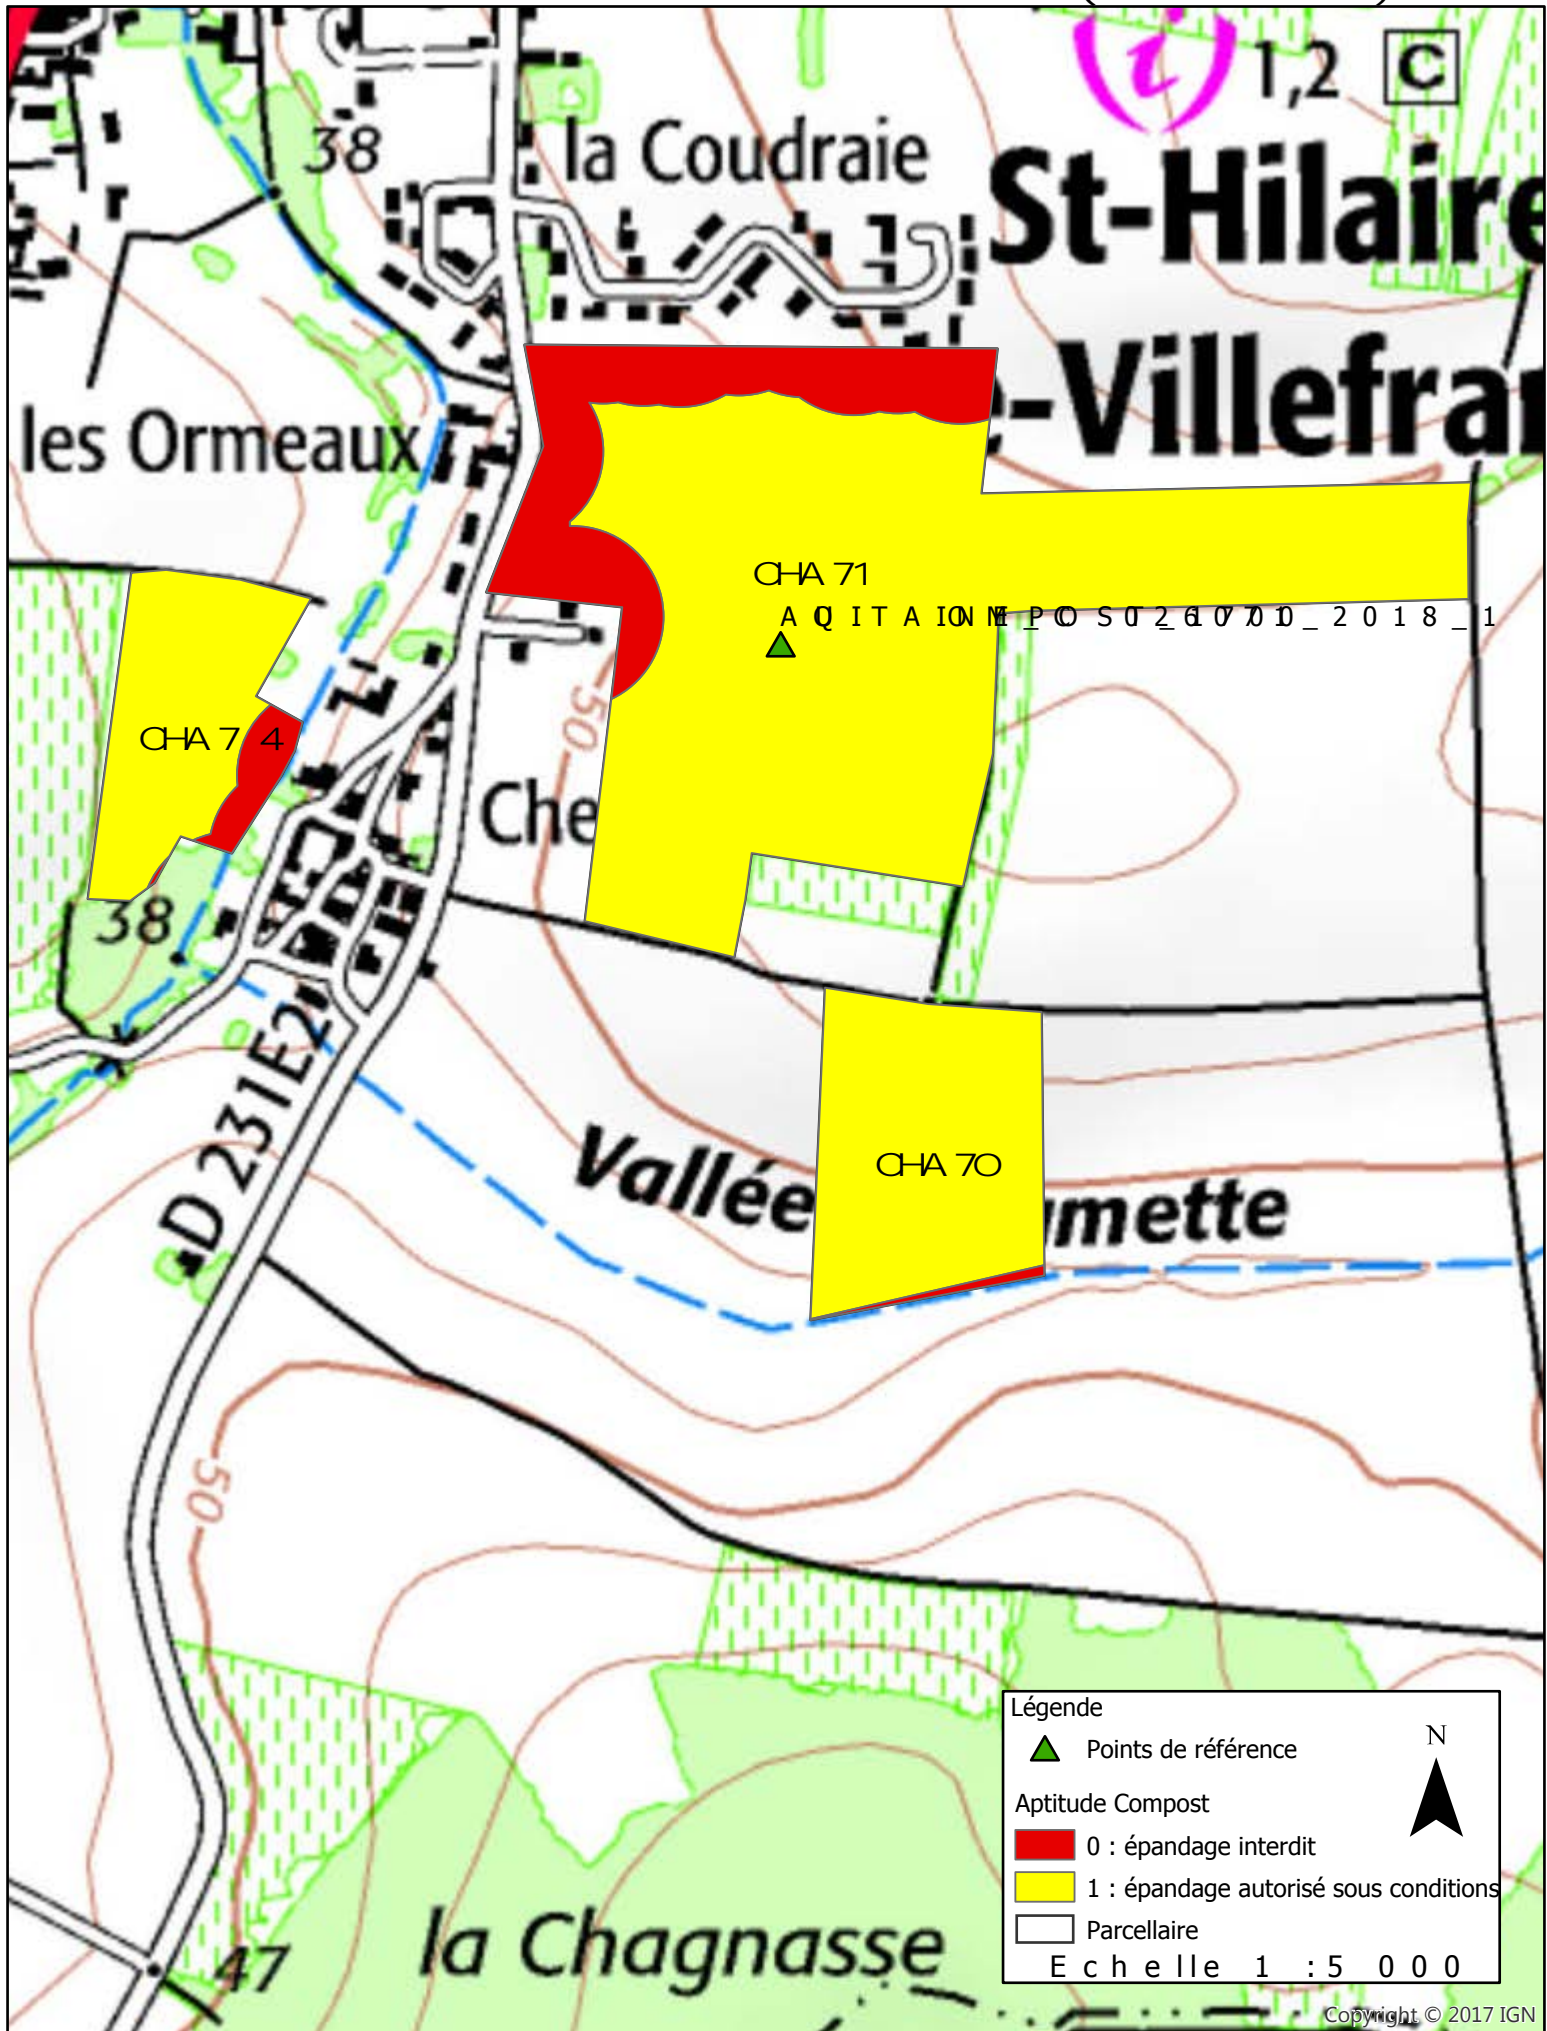 1,2 C
38
la Coudraie
St-Hilaire
-Villefra
les Ormeaux
CHA 71
50
CHA 74
Che
38
D 231E2
Vallée
mette
CHA 70
50
47
la Chagnasse
Légende
Points de référence
N
Aptitude Compost
0 : épandage interdit
1 : épandage autorisé sous conditions
Parcellaire
Echelle 1 :5 000
Copyright © 2017 IGN